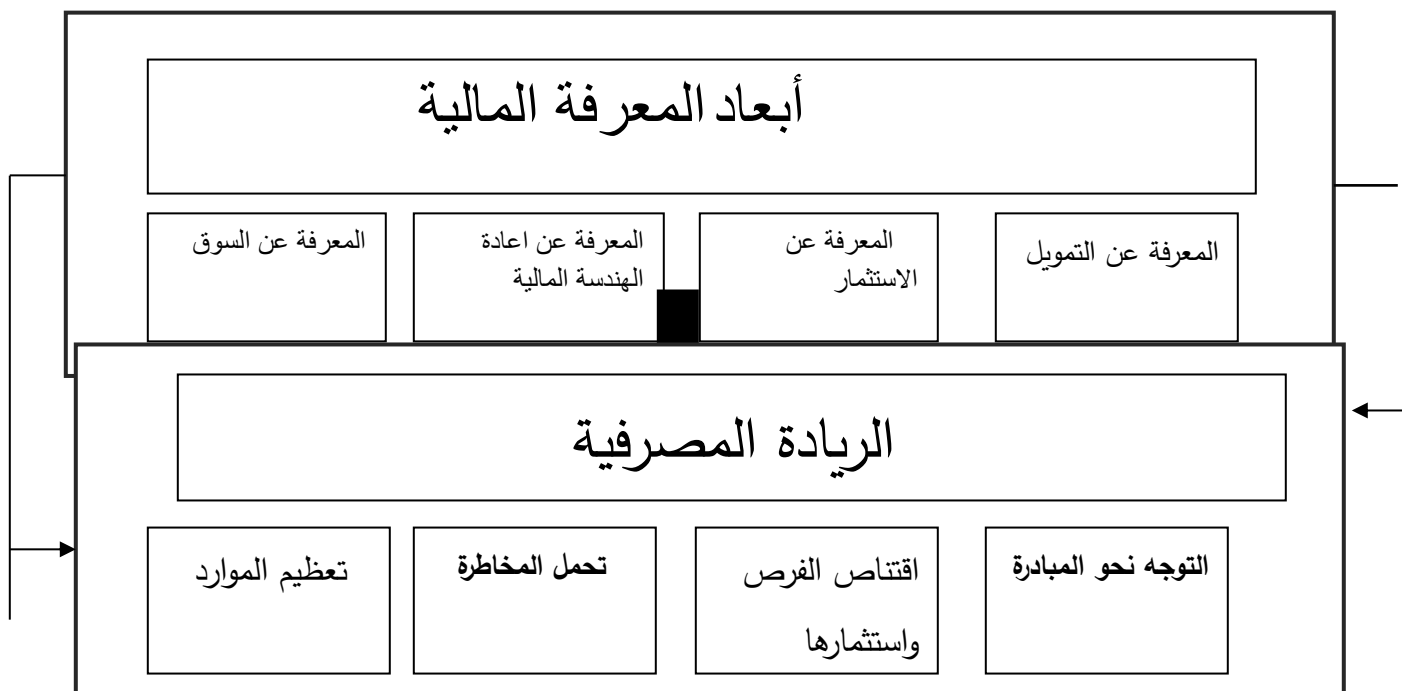 أبعاد المعرفة المالية
المعرفة عن التمويل
المعرفة عن
الاستثمار
المعرفة عن اعادة
الهندسة المالية
المعرفة عن السوق
الريادة المصرفية
التوجه نحو المبادرة
اقتناص الفرص
واستثمارها
تحمل المخاطرة
تعظيم الموارد